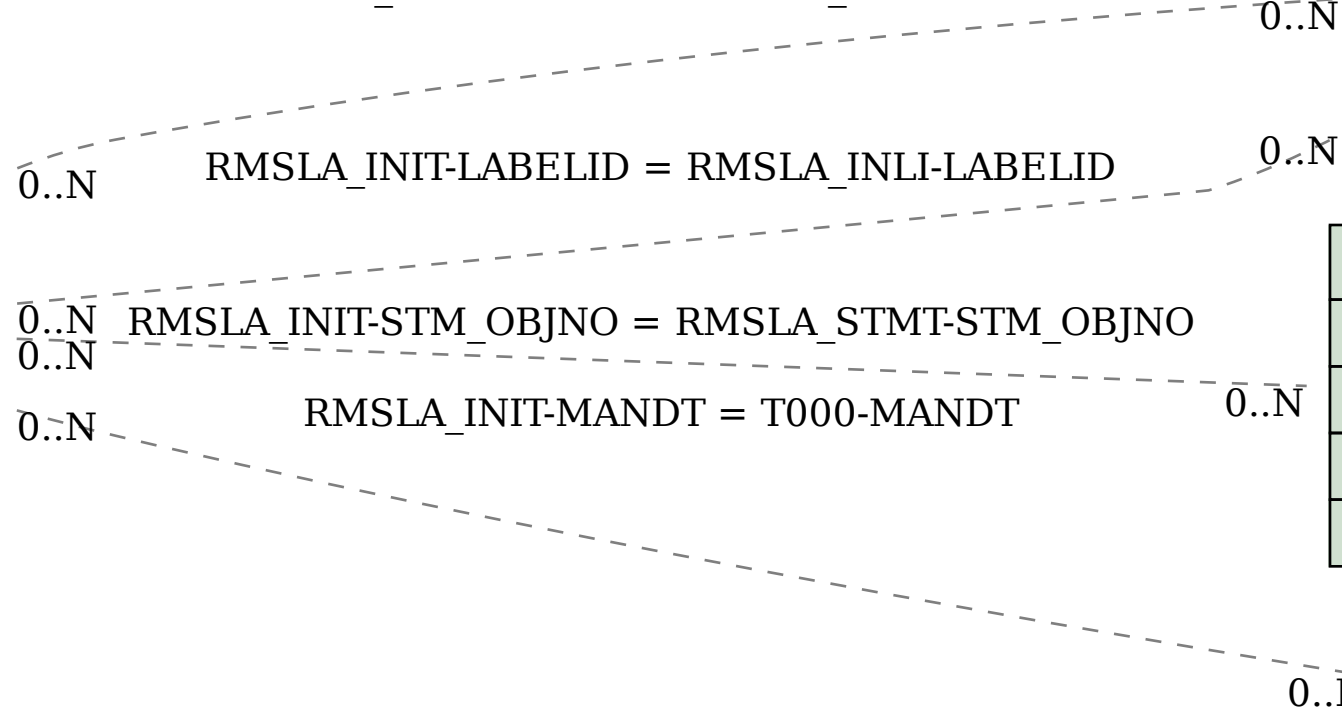 0..N
0..N
RMSLA_INIT-LABELID = RMSLA_INLI-LABELID
0..N
0..N
RMSLA_INIT-STM_OBJNO = RMSLA_STMT-STM_OBJNO
0..N
0..N
RMSLA_INIT-MANDT = T000-MANDT
0..N
0..